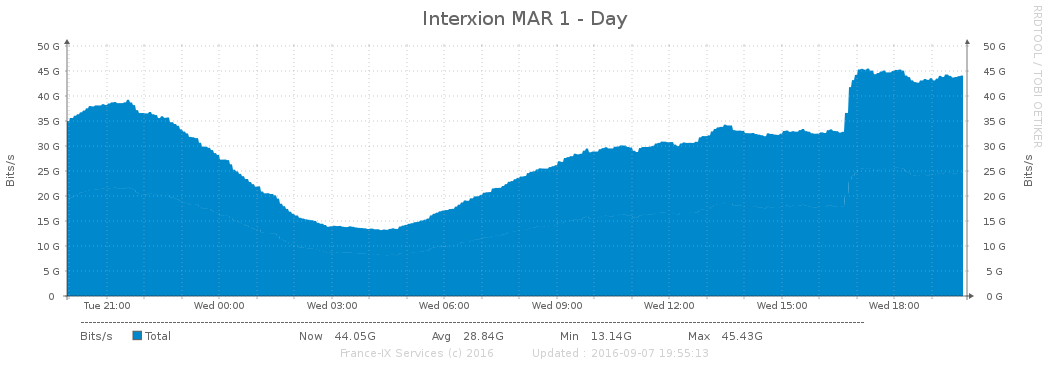 Interxion MAR 1 - Day
RRDTOOL / TOBI OETIKER
Bits/s
50 G 50 G
45 G 45 G
40 G 40 G
35 G 35 G
30 G 30 G
25 G 25 G
20 G 20 G
15 G 15 G
10 G 10 G
5 G 5 G
0 0 G
Bits/s
Tue 21:00 Wed 00:00 Wed 03:00 Wed 06:00 Wed 09:00 Wed 12:00 Wed 15:00 Wed 18:00
Bits/s Total Now 44.05G Avg 28.84G Min 13.14G Max 45.43G
France-IX Services (c) 2016 Updated : 2016-09-07 19:55:13